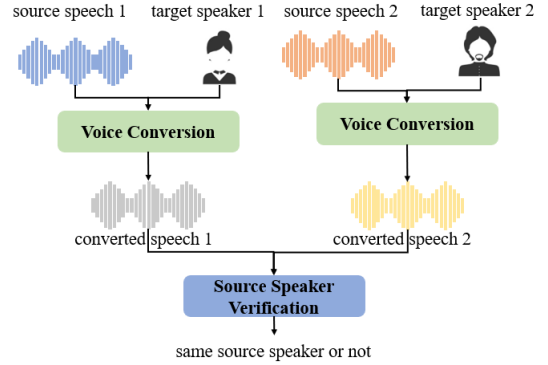 source speech 1
target speaker 1
source speech 2
target speaker 2
Voice Conversion
Voice Conversion
converted speech 1
converted speech 2
Source Speaker
Verification
same source speaker or not